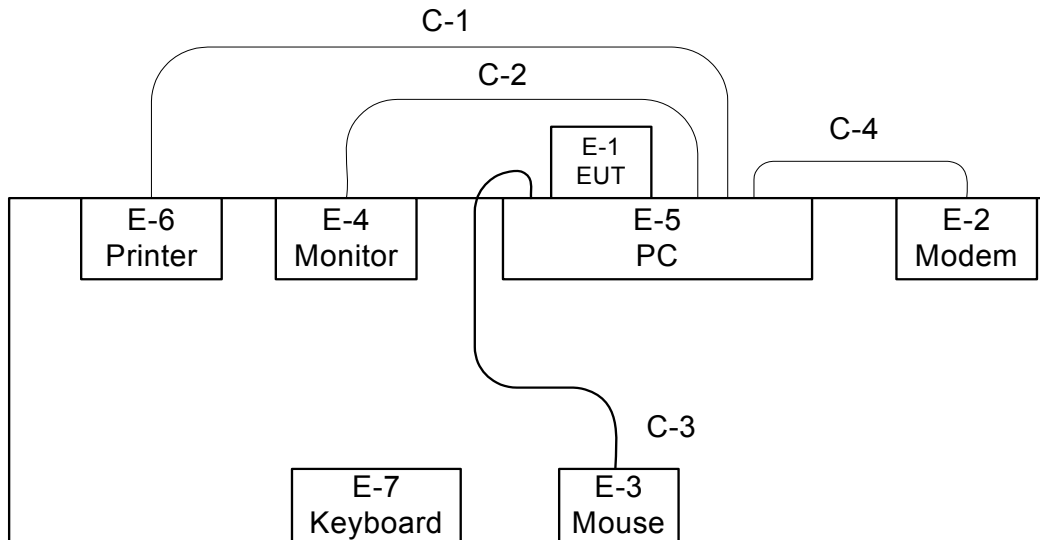 C-1
C-2
C-4
E-1
EUT
E-6
Printer
E-4
Monitor
E-5
PC
E-2
Modem
C-3
E-7
Keyboard
E-3
Mouse